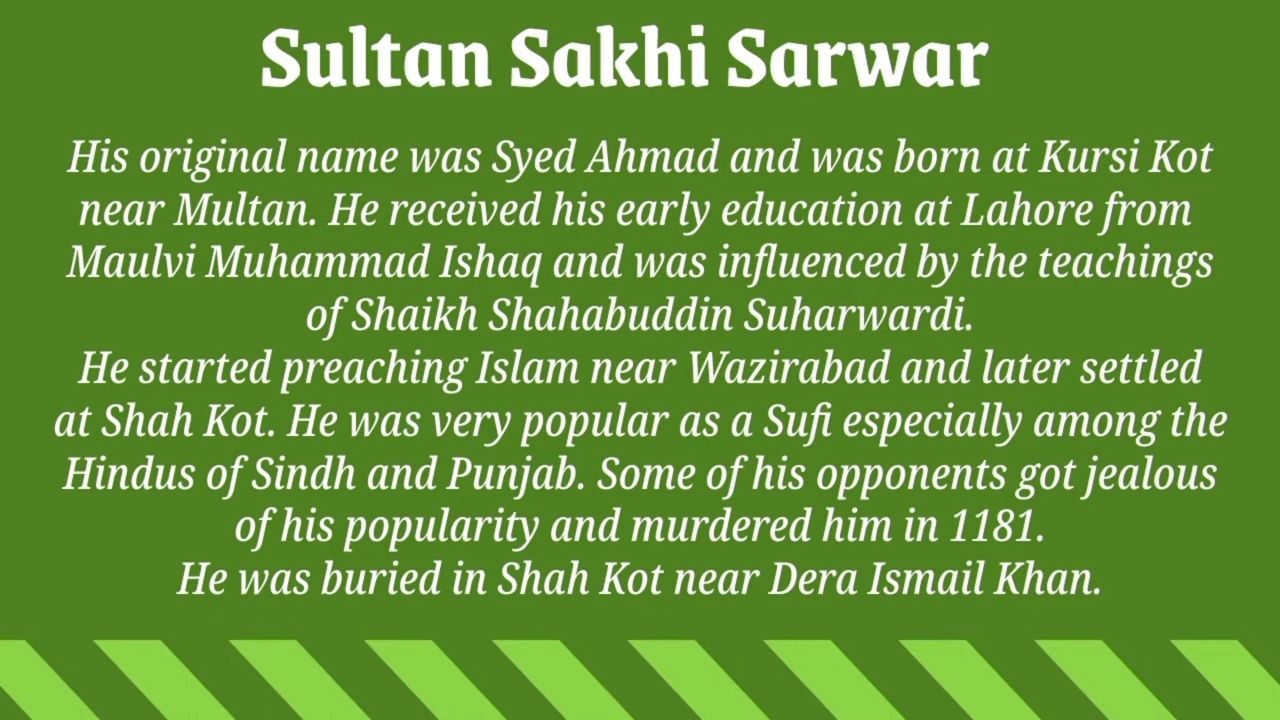 Sultan Sakhi Sarwar
His original name was Syed Ahmad and was born at Kursi Kot
near Multan. He received his early education at Lahore from
Maulvi Muhammad Ishaq and was influenced by the teachings
of Shaikh Shahabuddin Suharwardi.
He started preaching Islam near Wazirabad and later settled
at Shah Kot. He was very popular as a Sufi especially among the
Hindus of Sindh and Punjab. Some of his opponents got jealous
of his popularity and murdered him in 1181.
He was buried in Shah Kot near Dera Ismail Khan.